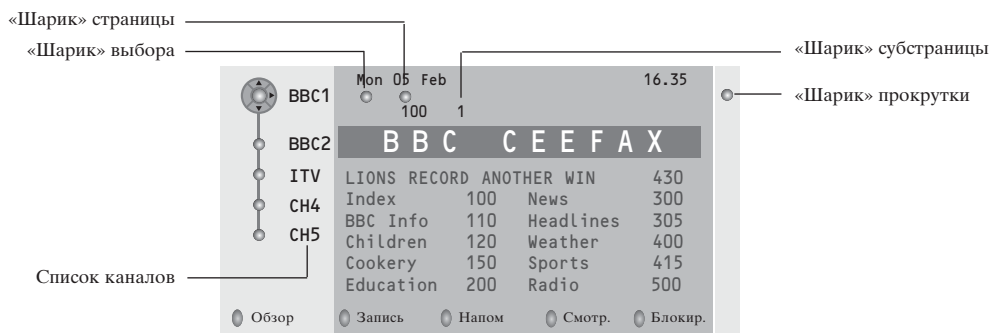 «Шарик» страницы
«Шарик» выбора
«Шарик» субстраницы
«Шарик» прокрутки
Mon 05 Feb 16.35
BBC1
100 1
BBC2
BBC CEEFAX
ITV
LIONS RECORD ANOTHER WIN 430
CH4
Index 100 News 300
BBC Info 110 Headlines 305
CH5
Children 120 Weather 400
Cookery 150 Sports 415
Список каналов
Education 200 Radio 500
Обзор Запись Напом Смотр. Блокир.